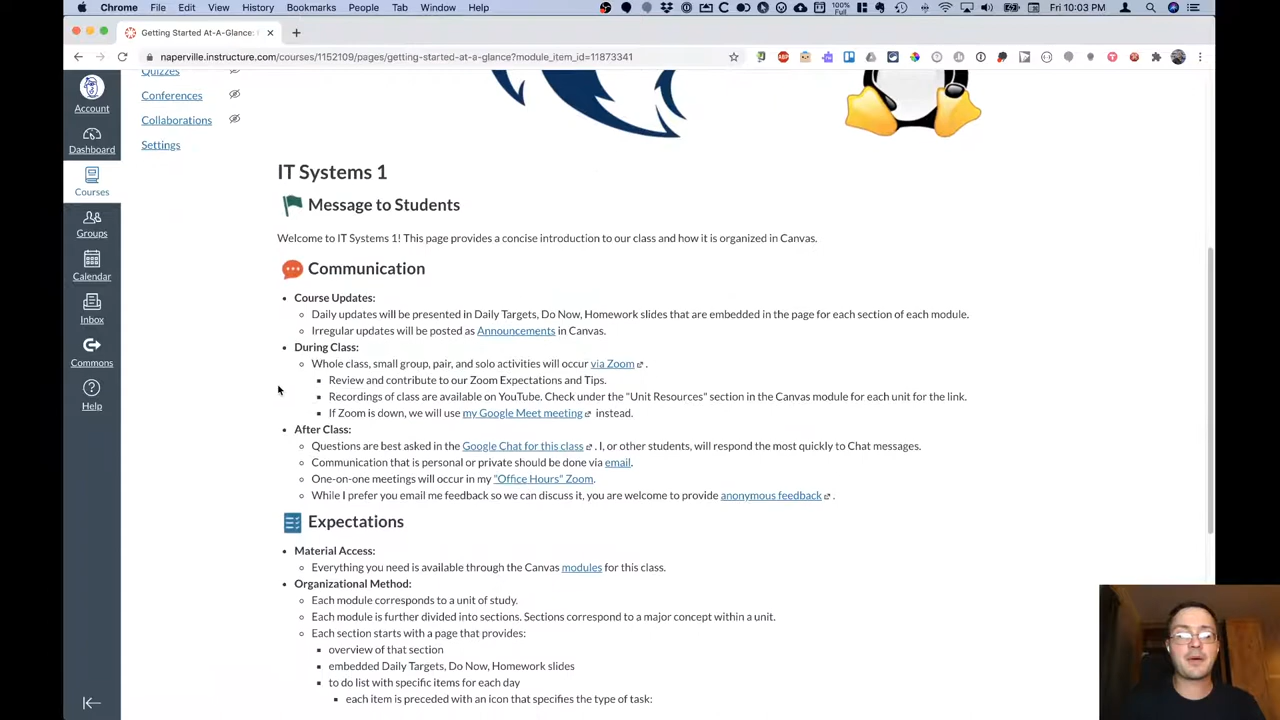 Chrome File Edit View History Bookmarks People Tab Window Help 100% Full Fri 10:03 PM
Getting Started At-A-Glance:
naperville.instructure.com/courses/1152109/pages/getting-started-at-a-glance?module_item_id=11873341
Account
Dashboard
Courses
Groups
Calendar
Inbox
Commons
Help
Quizzes
Conferences
Collaborations
Settings
IT Systems 1
Message to Students
Welcome to IT Systems 1! This page provides a concise introduction to our class and how it is organized in Canvas.
Communication
Course Updates:
Daily updates will be presented in Daily Targets, Do Now, Homework slides that are embedded in the page for each section of each module.
Irregular updates will be posted as Announcements in Canvas.
During Class:
Whole class, small group, pair, and solo activities will occur via Zoom .
Review and contribute to our Zoom Expectations and Tips.
Recordings of class are available on YouTube. Check under the "Unit Resources" section in the Canvas module for each unit for the link.
If Zoom is down, we will use my Google Meet meeting instead.
After Class:
Questions are best asked in the Google Chat for this class . I, or other students, will respond the most quickly to Chat messages.
Communication that is personal or private should be done via email.
One-on-one meetings will occur in my "Office Hours" Zoom.
While I prefer you email me feedback so we can discuss it, you are welcome to provide anonymous feedback .
Expectations
Material Access:
Everything you need is available through the Canvas modules for this class.
Organizational Method:
Each module corresponds to a unit of study.
Each module is further divided into sections. Sections correspond to a major concept within a unit.
Each section starts with a page that provides:
overview of that section
embedded Daily Targets, Do Now, Homework slides
to do list with specific items for each day
each item is preceded with an icon that specifies the type of task: